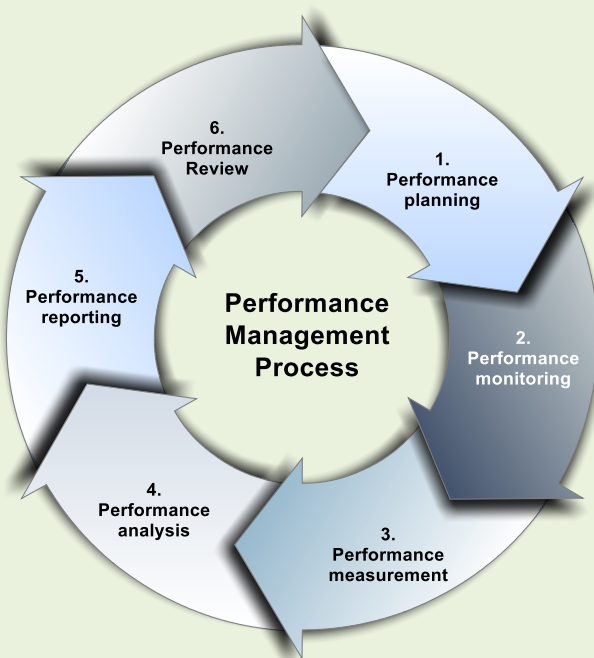 Performance
Management
Process
1.
Performance
planning
2.
Performance
monitoring
3.
Performance
measurement
4.
Performance
analysis
5.
Performance
reporting
6.
Performance
Review